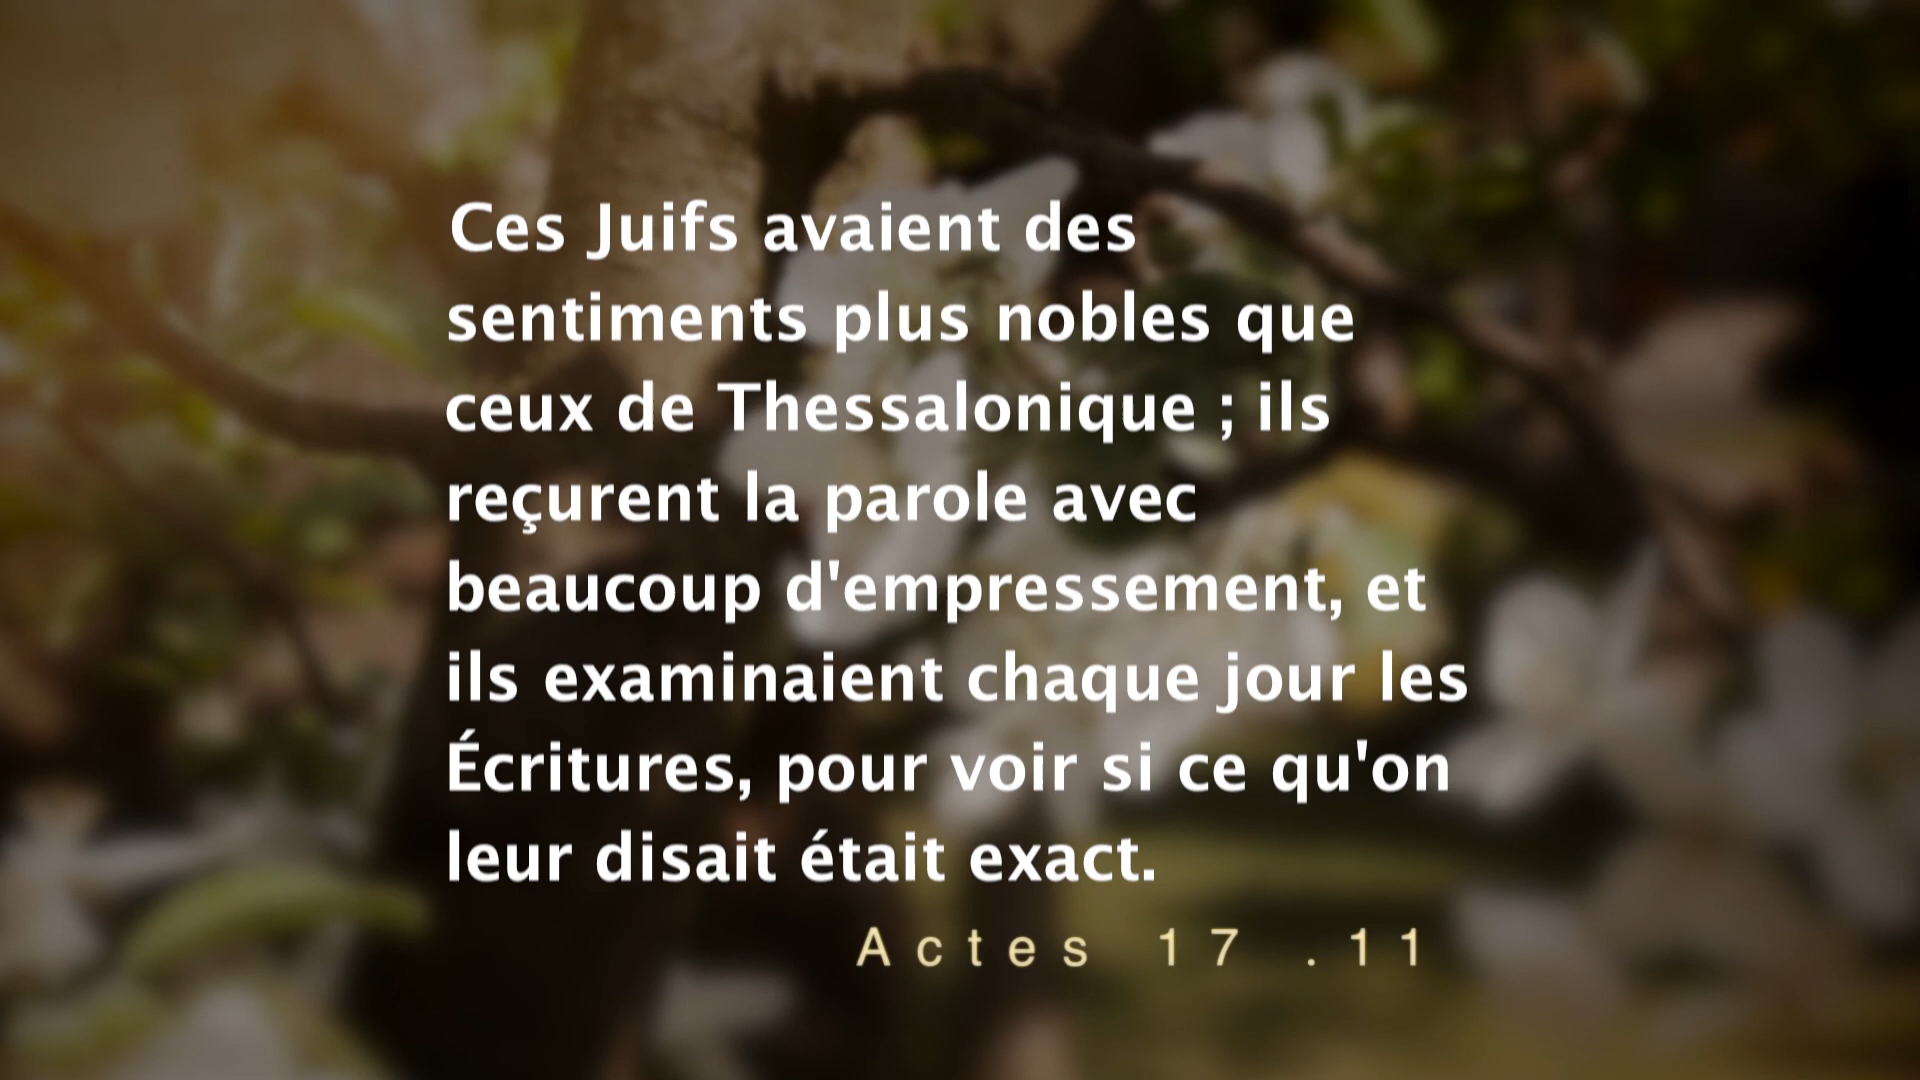 Ces Juifs avaient des
sentiments plus nobles que
ceux de Thessalonique ; ils
reçurent la parole avec
beaucoup d'empressement, et
ils examinaient chaque jour les
Écritures, pour voir si ce qu'on
leur disait était exact.
Actes 17 .11